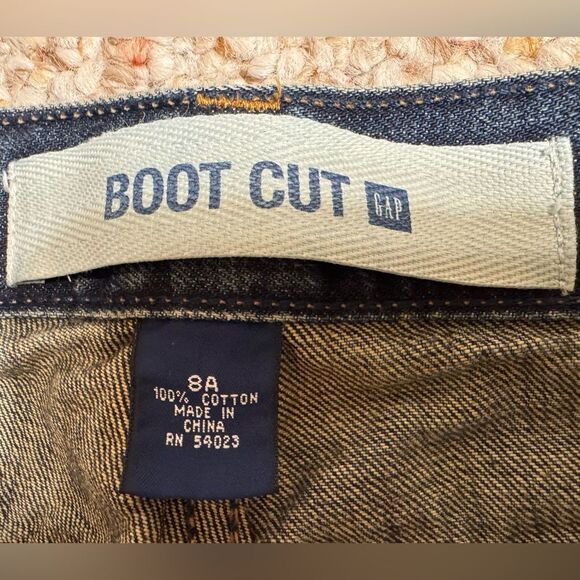 BOOT CUT GAP
8A
100% COTTON
MADE IN
CHINA
RN 54023